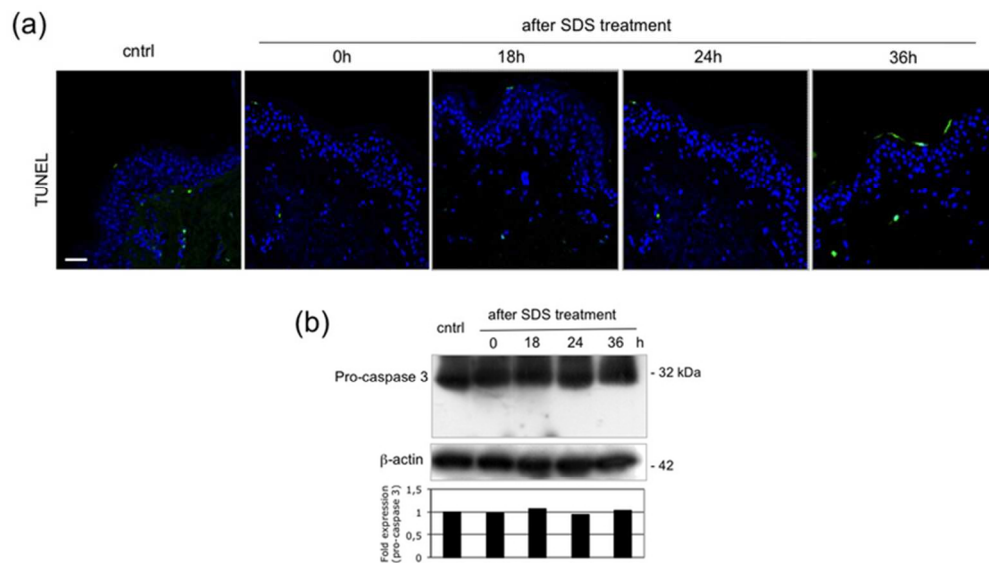 (a)
after SDS treatment
cntrl
0h
18h
24h
36h
TUNEL
(b)
after SDS treatment
cntrl
0
18
24
36
h
Pro-caspase 3
- 32 kDa
β-actin
- 42
Fold expression
(pro-caspase 3)
1,5
1
0,5
0